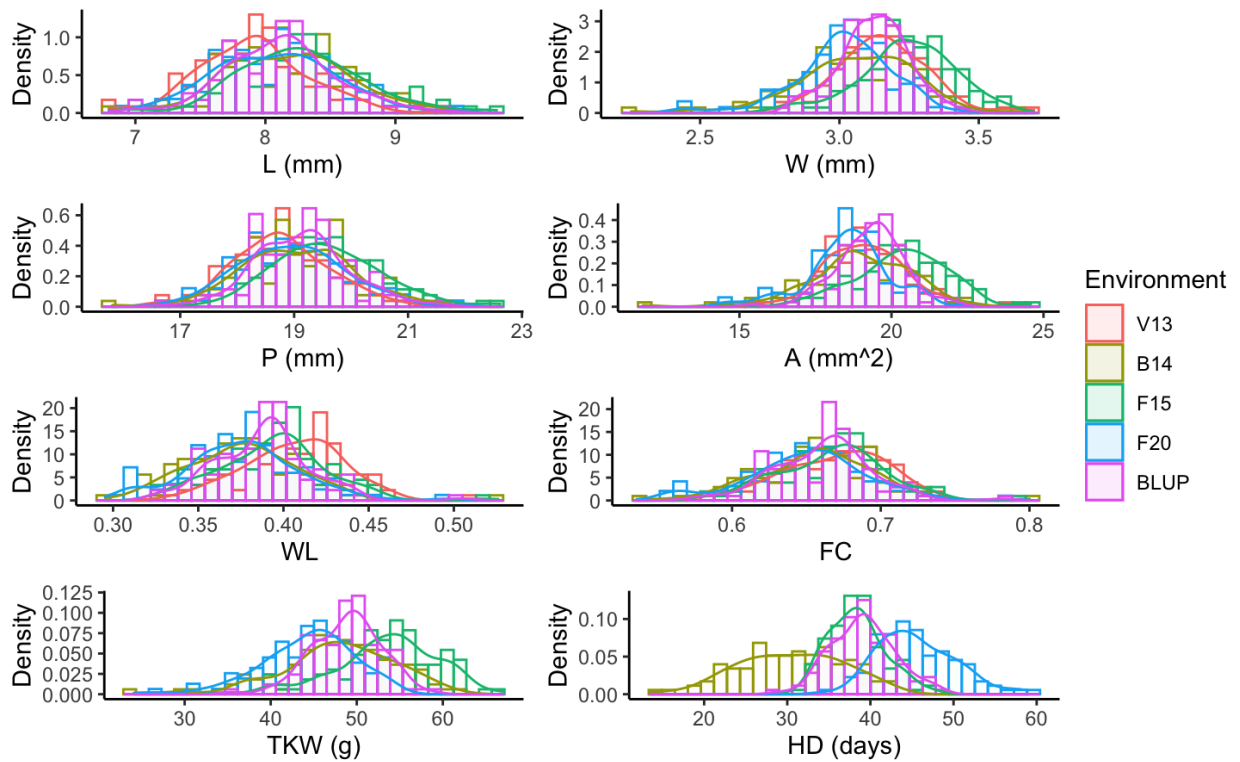 Density
1.0
0.5
0.0
7 8 9
L (mm)
Density
3
2
1
0
2.5 3.0 3.5
W (mm)
Density
0.6
0.4
0.2
0.0
17 19 21 23
P (mm)
Density
0.4
0.3
0.2
0.1
0.0
15 20 25
A (mm^2)
Density
20
15
10
5
0
0.30 0.35 0.40 0.45 0.50
WL
Density
20
15
10
5
0
0.6 0.7 0.8
FC
Density
0.125
0.100
0.075
0.050
0.025
0.000
30 40 50 60
TKW (g)
Density
0.10
0.05
0.00
20 30 40 50 60
HD (days)
Environment
V13
B14
F15
F20
BLUP